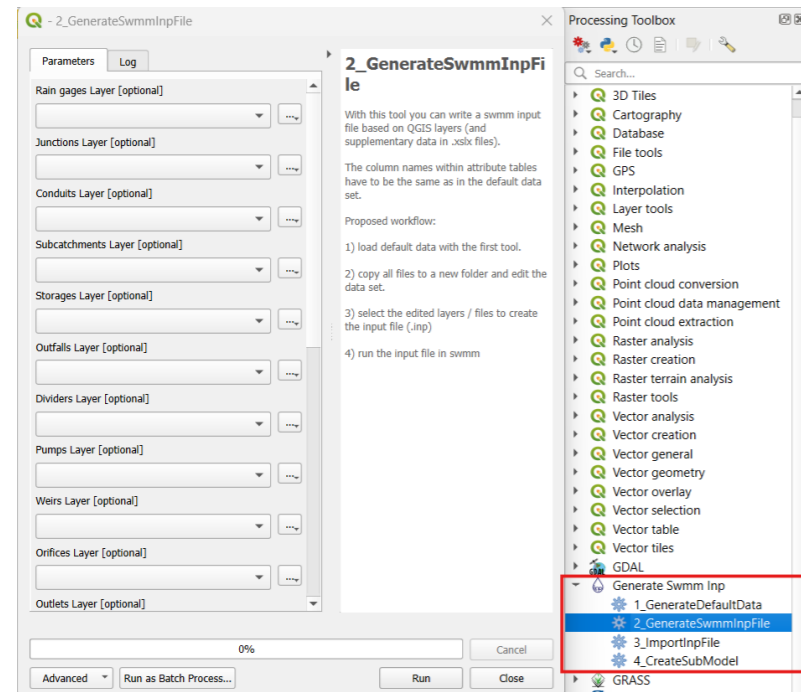 - 2_GenerateSwmmInpFile
Parameters
Log
Rain gages Layer [optional]
...
Junctions Layer [optional]
...
Conduits Layer [optional]
...
Subcatchments Layer [optional]
...
Storages Layer [optional]
...
Outfalls Layer [optional]
...
Dividers Layer [optional]
...
Pumps Layer [optional]
...
Weirs Layer [optional]
...
Orifices Layer [optional]
...
Outlets Layer [optional]
2_GenerateSwmmInpFi
le
With this tool you can write a swmm input
file based on QGIS layers (and
supplementary data in .xslx files).
The column names within attribute tables
have to be the same as in the default data
set.
Proposed workflow:
1) load default data with the first tool.
2) copy all files to a new folder and edit the
data set.
3) select the edited layers / files to create
the input file (.inp)
4) run the input file in swmm
0%
Cancel
Advanced
Run as Batch Process...
Run
Close
Processing Toolbox
Search...
3D Tiles
Cartography
Database
File tools
GPS
Interpolation
Layer tools
Mesh
Network analysis
Plots
Point cloud conversion
Point cloud data management
Point cloud extraction
Raster analysis
Raster creation
Raster terrain analysis
Raster tools
Vector analysis
Vector creation
Vector general
Vector geometry
Vector overlay
Vector selection
Vector table
Vector tiles
GDAL
Generate Swmm Inp
1_GenerateDefaultData
2_GenerateSwmmInpFile
3_ImportInpFile
4_CreateSubModel
GRASS